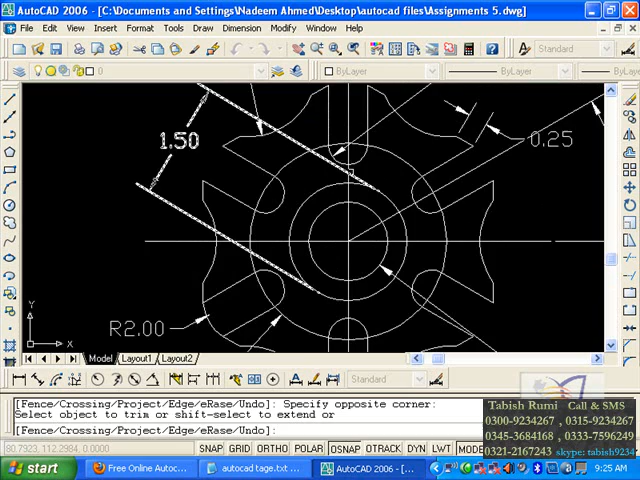 AutoCAD 2006 - [C:\Documents and Settings\Nadeem Ahmed\Desktop\autocad files\Assignments 5.dwg]
File Edit View Insert Format Tools Draw Dimension Modify Window Help
Standard
0 ByLayer ByLayer
1.50
0.25
R2.00
Y
X
Model Layout1 Layout2
Standard
[Fence/Crossing/Project/Edge/eRase/Undo]: Specify opposite corner:
Select object to trim or shift-select to extend or
[Fence/Crossing/Project/Edge/eRase/Undo]:
Tabish Rumi Call & SMS
0300-9234267 , 0315-9234267
0345-3684168 , 0333-7596249
0321-2167243 skype: tabish9234
80.7923, 112.2984, 0.0000 SNAP GRID ORTHO POLAR OSNAP OTRACK DYN LWT MODE
start Free Online Autoc... autocad tage.txt ... AutoCAD 2006 - [... 9:25 AM